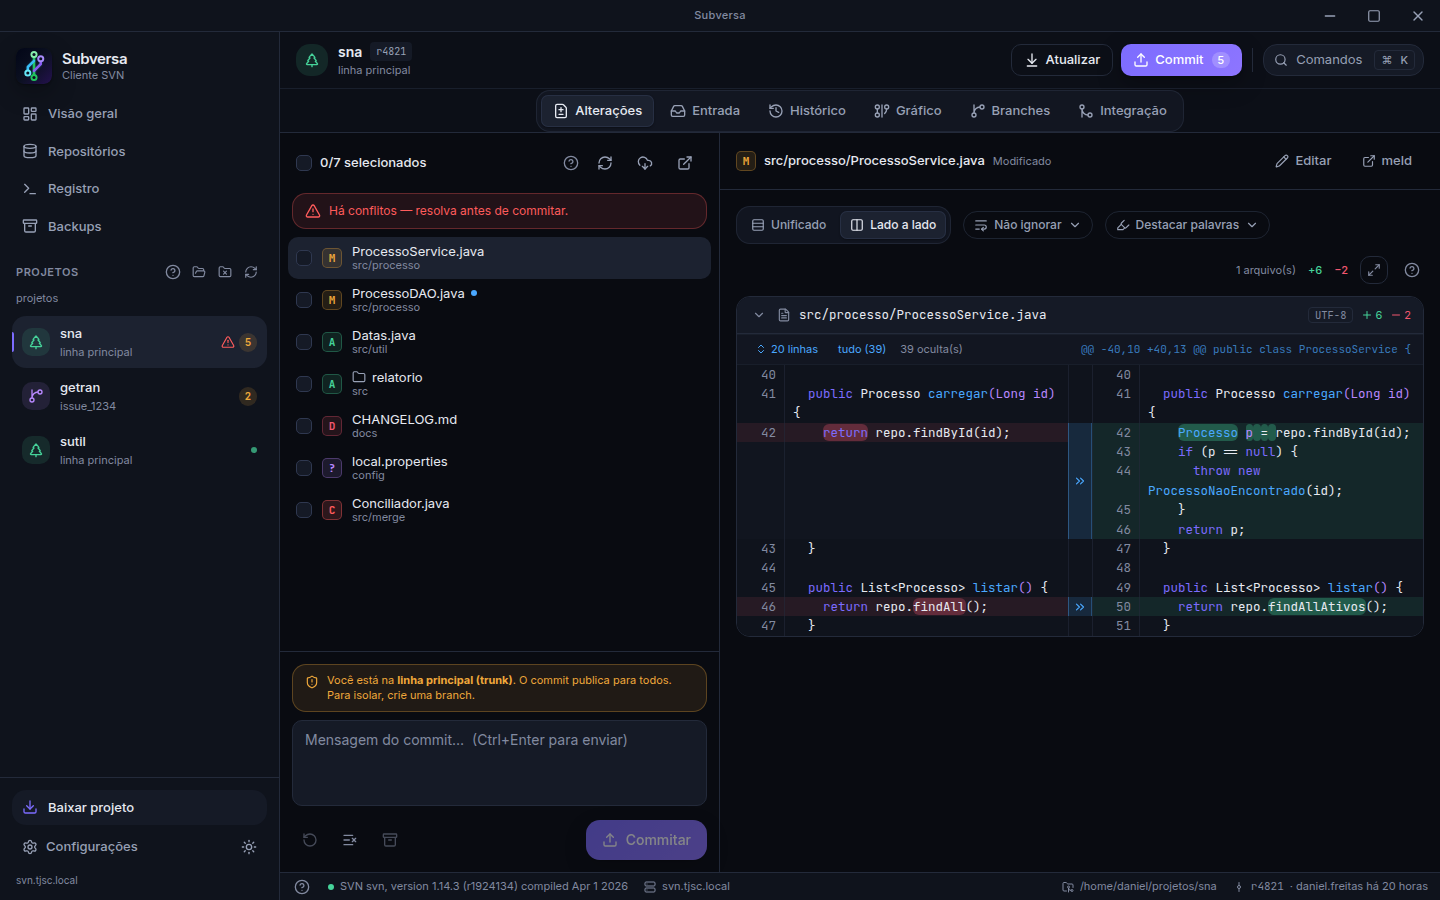 Subversa
Subversa
Cliente SVN
Visão geral
Repositórios
Registro
Backups
PROJETOS
projetos
sna
linha principal
5
getran
issue_1234
2
sutil
linha principal
Baixar projeto
Configurações
svn.tjsc.local
sna r4821
linha principal
Atualizar
Commit 5
Comandos ⌘ K
Alterações
Entrada
Histórico
Gráfico
Branches
Integração
0/7 selecionados
Há conflitos — resolva antes de commitar.
M ProcessoService.java
src/processo
M ProcessoDAO.java
src/processo
A Datas.java
src/util
A relatorio
src
D CHANGELOG.md
docs
? local.properties
config
C Conciliador.java
src/merge
Você está na linha principal (trunk). O commit publica para todos.
Para isolar, crie uma branch.
Mensagem do commit... (Ctrl+Enter para enviar)
Commitar
M src/processo/ProcessoService.java Modificado
Editar
meld
Unificado
Lado a lado
Não ignorar
Destacar palavras
1 arquivo(s) +6 −2
src/processo/ProcessoService.java UTF-8 +6 −2
20 linhas tudo (39) 39 oculta(s) @@ -40,10 +40,13 @@ public class ProcessoService {
40
41 public Processo carregar(Long id)
{
42 return repo.findById(id);
43 }
44
45 public List<Processo> listar() {
46 return repo.findAll();
47 }
40
41 public Processo carregar(Long id)
{
42 Processo p = repo.findById(id);
43 if (p == null) {
44 throw new
ProcessoNaoEncontrado(id);
45 }
46 return p;
47 }
48
49 public List<Processo> listar() {
50 return repo.findAllAtivos();
51 }
SVN svn, version 1.14.3 (r1924134) compiled Apr 1 2026
svn.tjsc.local
/home/daniel/projetos/sna
r4821 · daniel.freitas há 20 horas